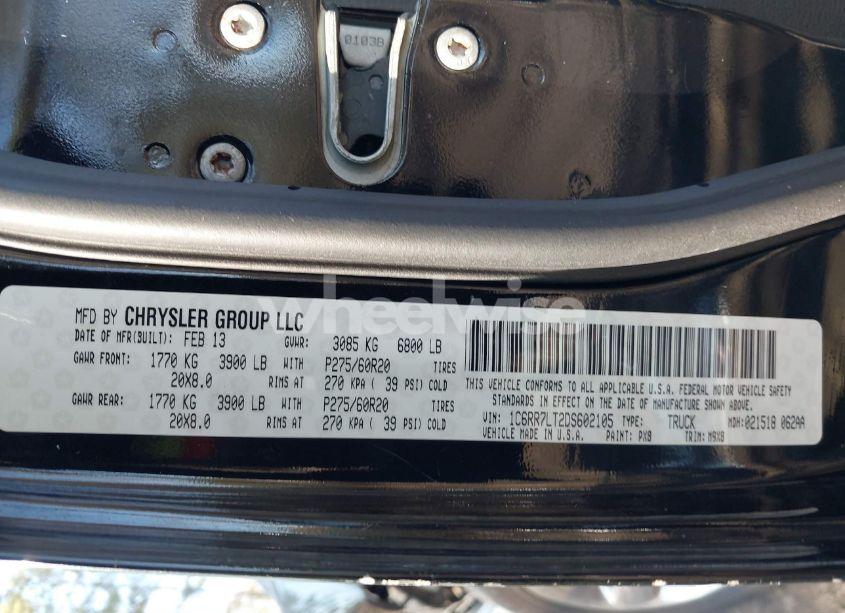 0103B
wheelwise
MFD BY CHRYSLER GROUP LLC
DATE OF MFR(BUILT): FEB 13 GVWR: 3085 KG 6800 LB
GAWR FRONT: 1770 KG 3900 LB WITH P275/60R20 TIRES
20X8.0 RIMS AT 270 KPA ( 39 PSI) COLD
GAWR REAR: 1770 KG 3900 LB WITH P275/60R20 TIRES
20X8.0 RIMS AT 270 KPA ( 39 PSI) COLD
THIS VEHICLE CONFORMS TO ALL APPLICABLE U.S.A. FEDERAL MOTOR VEHICLE SAFETY
STANDARDS IN EFFECT ON THE DATE OF MANUFACTURE SHOWN ABOVE.
VIN: 1C6RR7LT2DS602105 TYPE: TRUCK MDH:021518 062AA
VEHICLE MADE IN U.S.A. PAINT: PX8 TRIM: M9X8